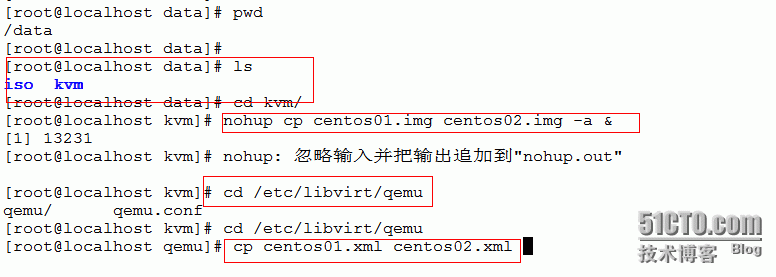 [root@localhost data]# pwd
/data
[root@localhost data]#
[root@localhost data]# ls
iso  kvm
[root@localhost data]# cd kvm/
[root@localhost kvm]# nohup cp centos01.img centos02.img -a &
[1] 13231
[root@localhost kvm]# nohup: 忽略输入并把输出追加到"nohup.out"
[root@localhost kvm]# cd /etc/libvirt/qemu
qemu/      qemu.conf
[root@localhost kvm]# cd /etc/libvirt/qemu
[root@localhost qemu]# cp centos01.xml centos02.xml
51CTO.com
技术博客 Blog